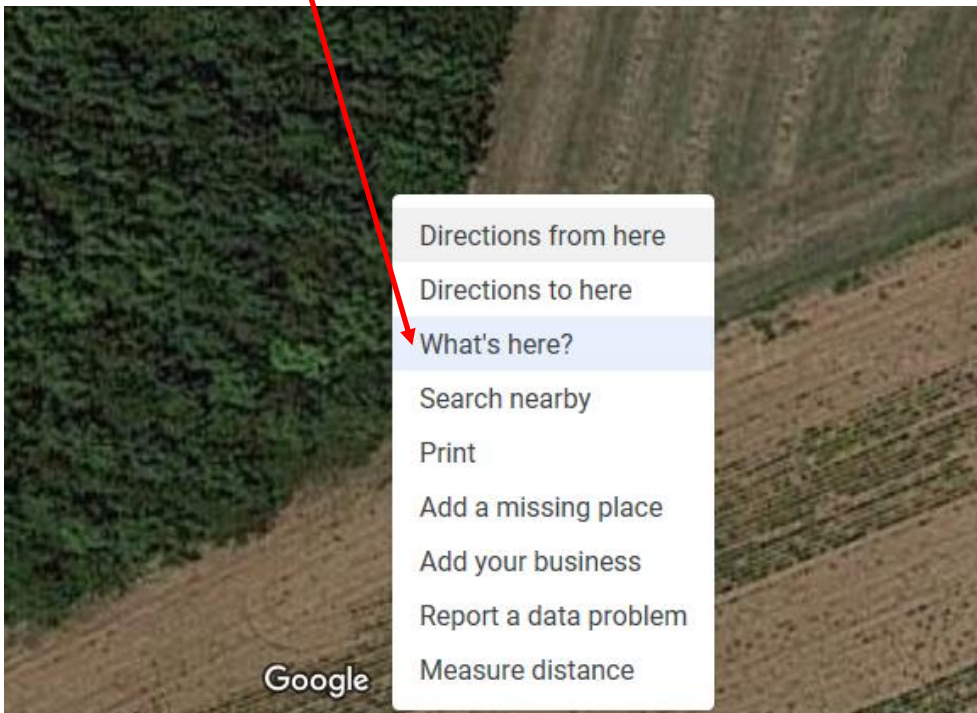 Directions from here
Directions to here
What's here?
Search nearby
Print
Add a missing place
Add your business
Report a data problem
Measure distance
Google